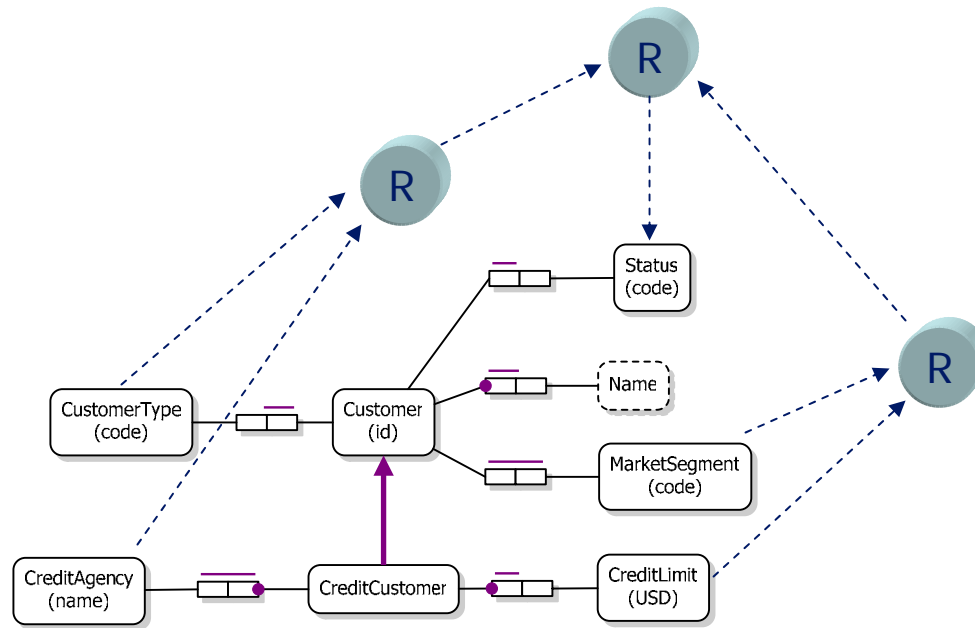 R
R
Status
(code)
R
CustomerType
(code)
Customer
(id)
Name
MarketSegment
(code)
CreditAgency
(name)
CreditCustomer
CreditLimit
(USD)